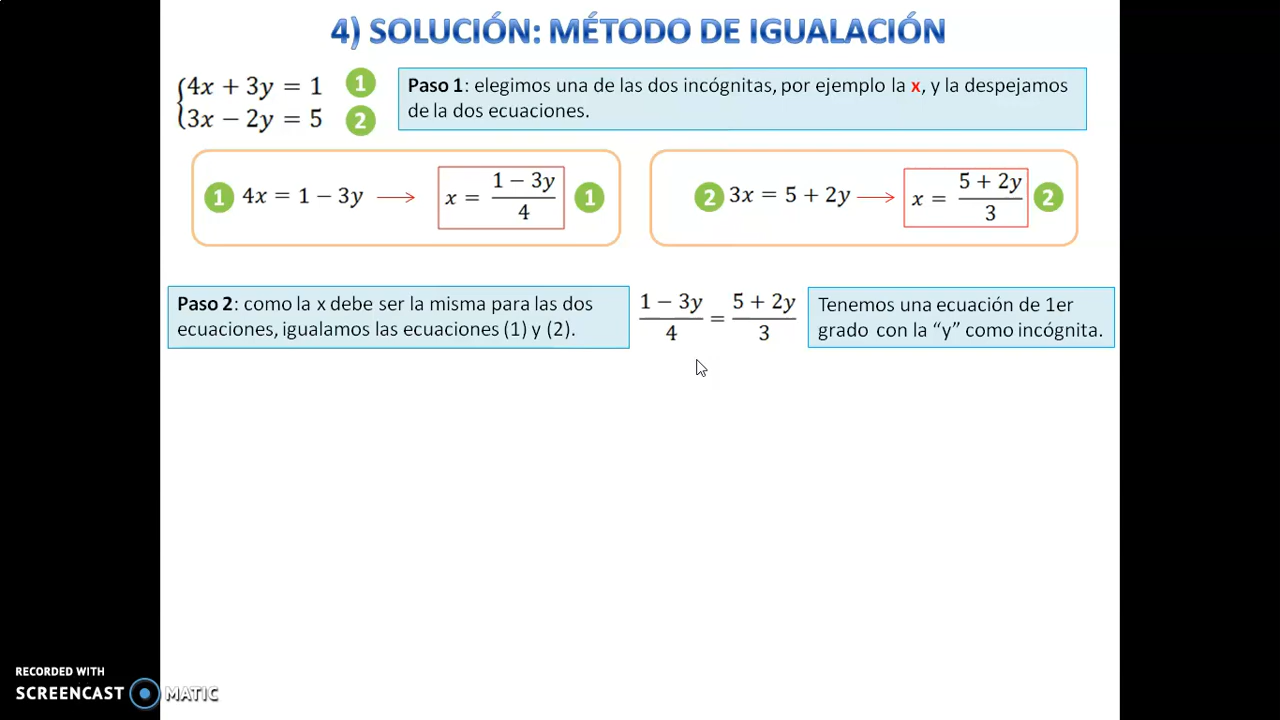 4) SOLUCIÓN: MÉTODO DE IGUALACIÓN
4x + 3y = 1 1
3x − 2y = 5 2
Paso 1: elegimos una de las dos incógnitas, por ejemplo la x, y la despejamos
de la dos ecuaciones.
1 4x = 1 − 3y → x = (1 − 3y)/4 1
2 3x = 5 + 2y → x = (5 + 2y)/3 2
Paso 2: como la x debe ser la misma para las dos
ecuaciones, igualamos las ecuaciones (1) y (2).
(1 − 3y)/4 = (5 + 2y)/3
Tenemos una ecuación de 1er
grado con la “y” como incógnita.
RECORDED WITH
SCREENCAST MATIC